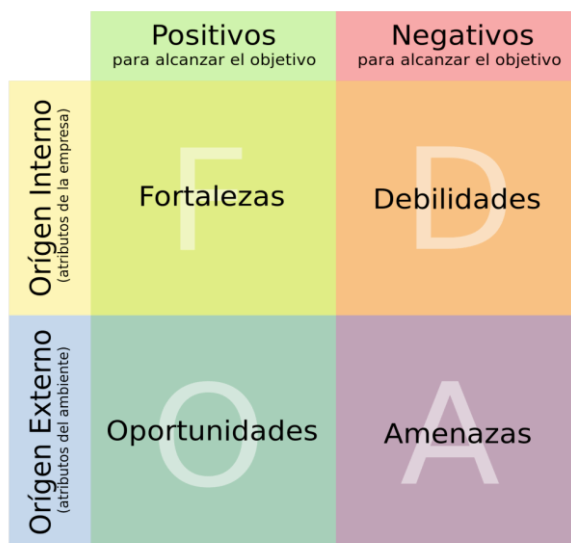 Positivos
para alcanzar el objetivo
Negativos
para alcanzar el objetivo
Orígen Interno
(atributos de la empresa)
F
Fortalezas
D
Debilidades
Orígen Externo
(atributos del ambiente)
O
Oportunidades
A
Amenazas